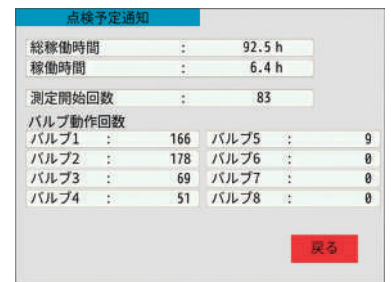 点検予定通知
総稼働時間 : 92.5 h
稼働時間 : 6.4 h
測定開始回数 : 83
バルブ動作回数
バルブ1 : 166 バルブ5 : 9
バルブ2 : 178 バルブ6 : 0
バルブ3 : 69 バルブ7 : 0
バルブ4 : 51 バルブ8 : 0
戻る